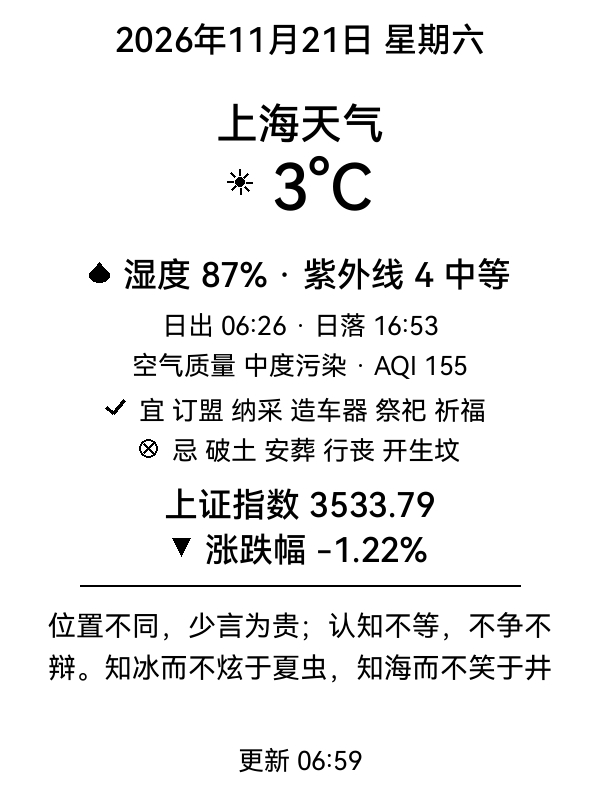 2026年11月21日 星期六
上海天气
☀ 3°C
湿度 87% · 紫外线 4 中等
日出 06:26 · 日落 16:53
空气质量 中度污染 · AQI 155
✓ 宜 订盟 纳采 造车器 祭祀 祈福
⊗ 忌 破土 安葬 行丧 开生坟
上证指数 3533.79
▼ 涨跌幅 -1.22%
位置不同，少言为贵；认知不等，不争不
辩。知冰而不炫于夏虫，知海而不笑于井
更新 06:59